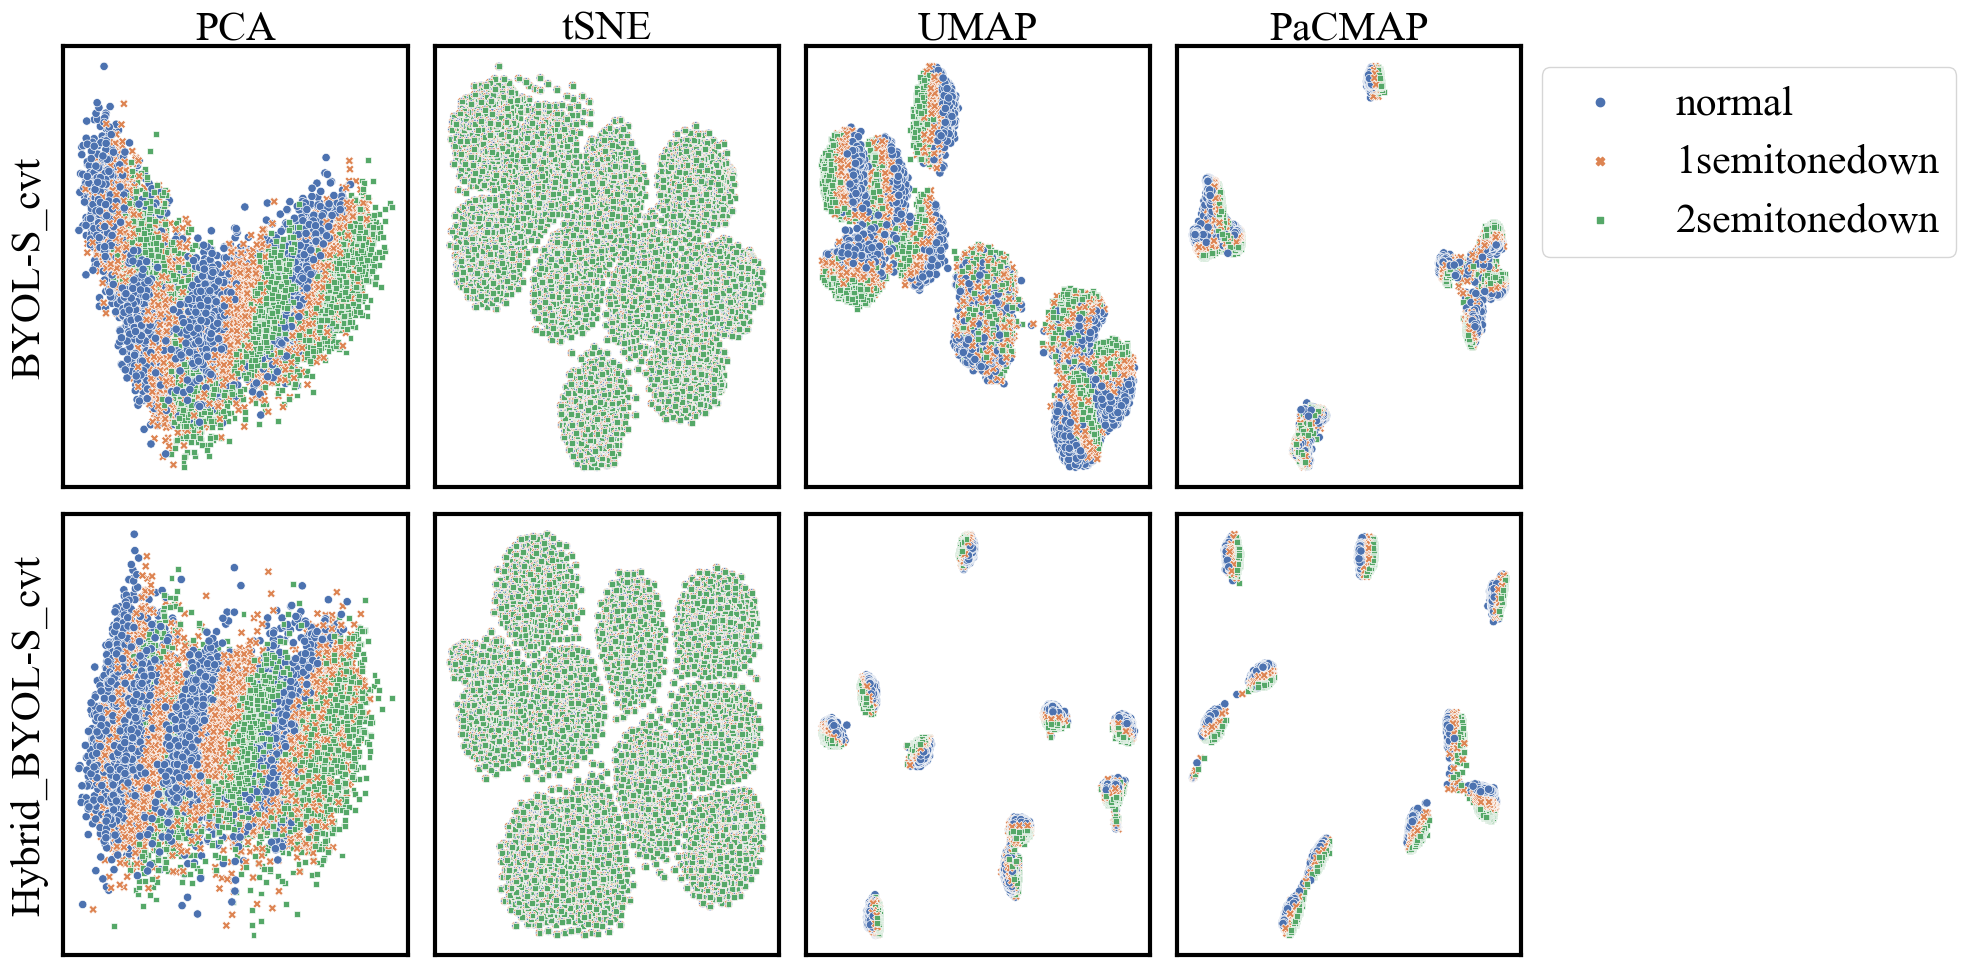 PCA
tSNE
UMAP
PaCMAP
BYOL-S_cvt
Hybrid_BYOL-S_cvt
normal
1semitonedown
2semitonedown